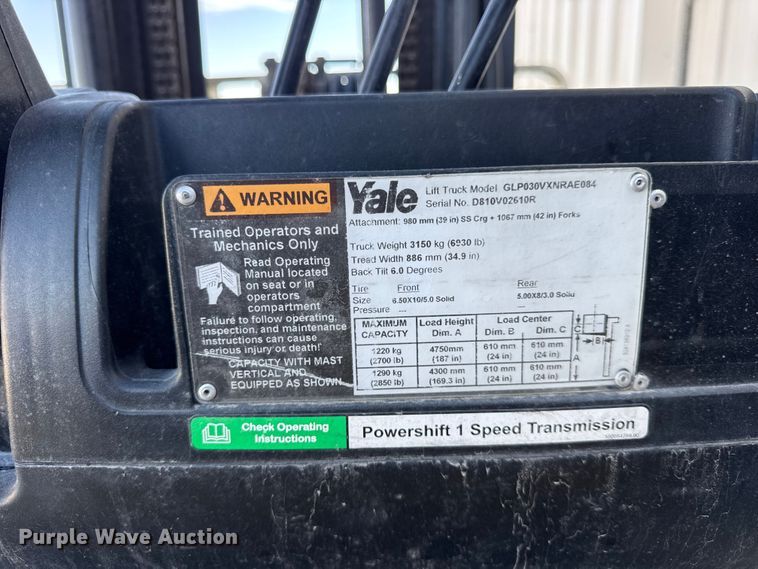 WARNING
Trained Operators and
Mechanics Only
Read Operating
Manual located
on seat or in
operators
compartment
Failure to follow operating,
inspection, and maintenance
instructions can cause
serious injury or death!
CAPACITY WITH MAST
VERTICAL AND
EQUIPPED AS SHOWN
Yale
Lift Truck Model GLP030VXNRAE084
Serial No. D810V02610R
Attachment: 980 mm (39 in) SS Crg + 1067 mm (42 in) Forks
Truck Weight 3150 kg (6930 lb)
Tread Width 886 mm (34.9 in)
Back Tilt 6.0 Degrees
Tire Front Rear
Size 6.50X10/5.0 Solid 5.00X8/3.0 Solid
Pressure --- ---
MAXIMUM CAPACITY Load Height Dim. A Load Center Dim. B Dim. C
1220 kg (2700 lb) 4750mm (187 in) 610 mm (24 in) 610 mm (24 in)
1290 kg (2850 lb) 4300 mm (169.3 in) 610 mm (24 in) 610 mm (24 in)
C
B
A
Check Operating
Instructions
Powershift 1 Speed Transmission
Purple Wave Auction